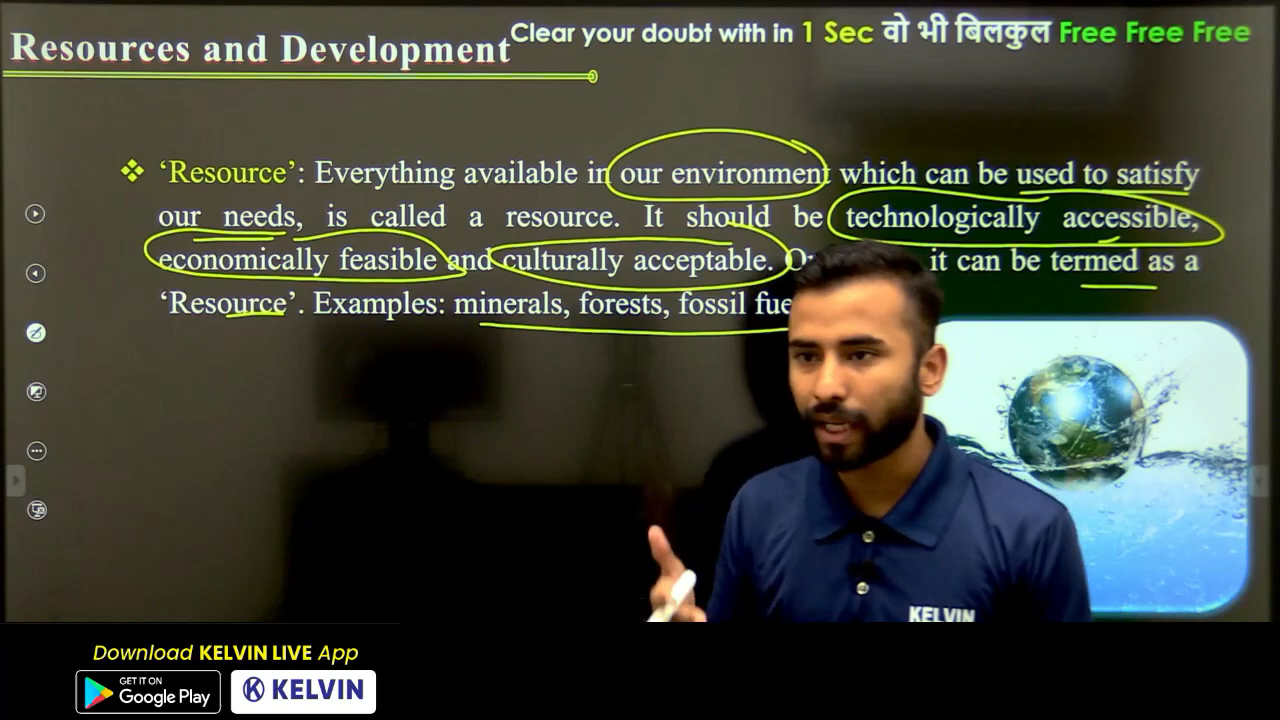 Resources and Development
Clear your doubt with in 1 Sec वो भी बिलकुल Free Free Free
❖ ‘Resource’: Everything available in our environment which can be used to satisfy
our needs, is called a resource. It should be technologically accessible,
economically feasible and culturally acceptable. it can be termed as a
‘Resource’. Examples: minerals, forests, fossil
KELVIN
Download KELVIN LIVE App
GET IT ON
Google Play
KELVIN